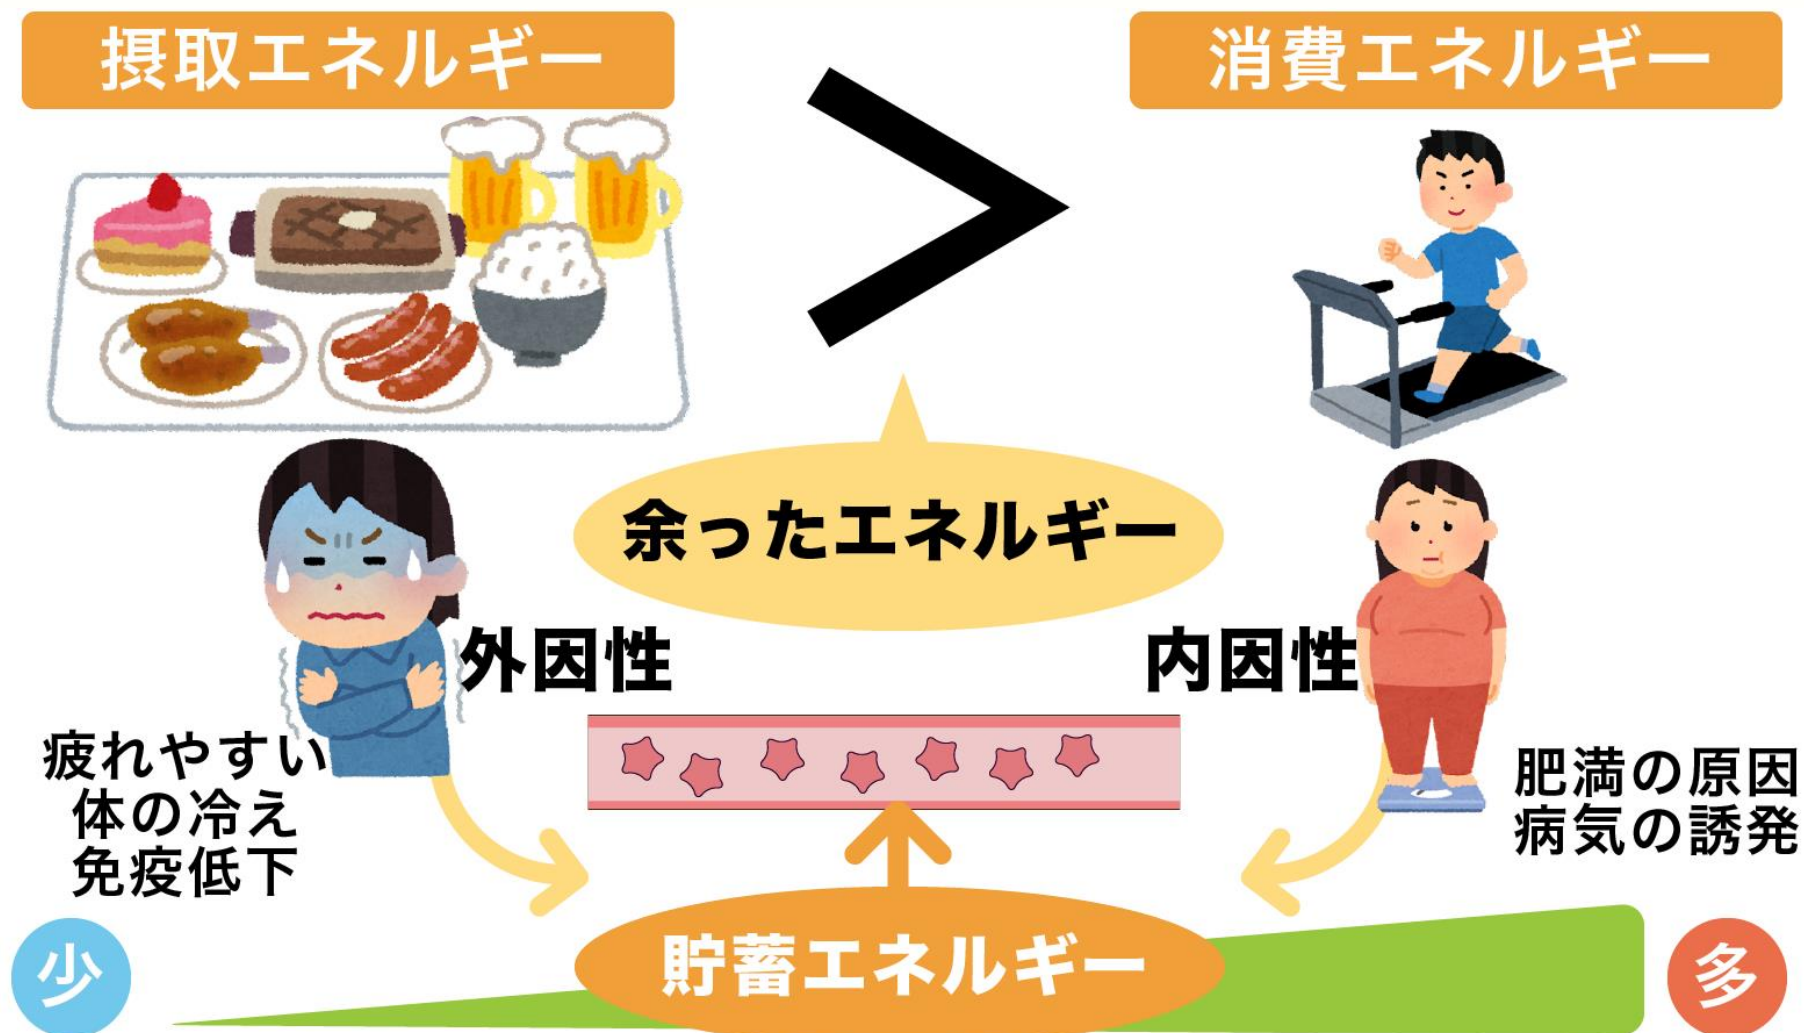 摂取エネルギー
消費エネルギー
余ったエネルギー
外因性
内因性
疲れやすい
体の冷え
免疫低下
肥満の原因
病気の誘発
少
貯蓄エネルギー
多